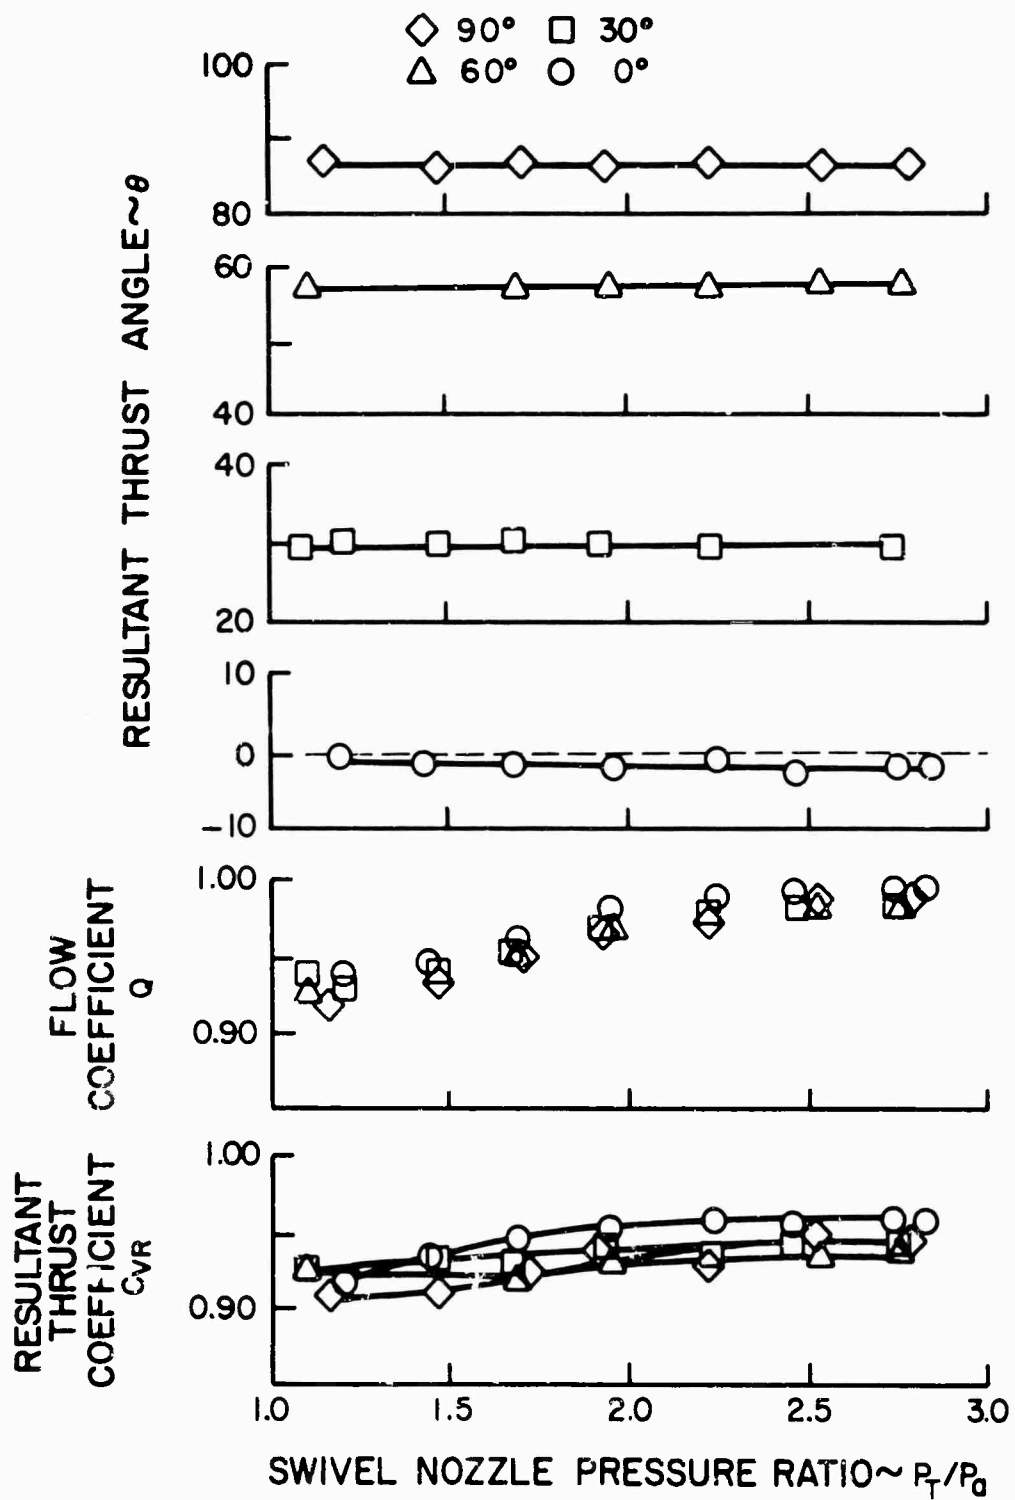 90° 30°
60° 0°
100
80
60
40
40
20
10
0
-10
RESULTANT THRUST ANGLE~θ
1.00
0.90
FLOW
COEFFICIENT
Q
1.00
0.90
RESULTANT
THRUST
COEFFICIENT
CVR
1.0 1.5 2.0 2.5 3.0
SWIVEL NOZZLE PRESSURE RATIO~ PT/Pa